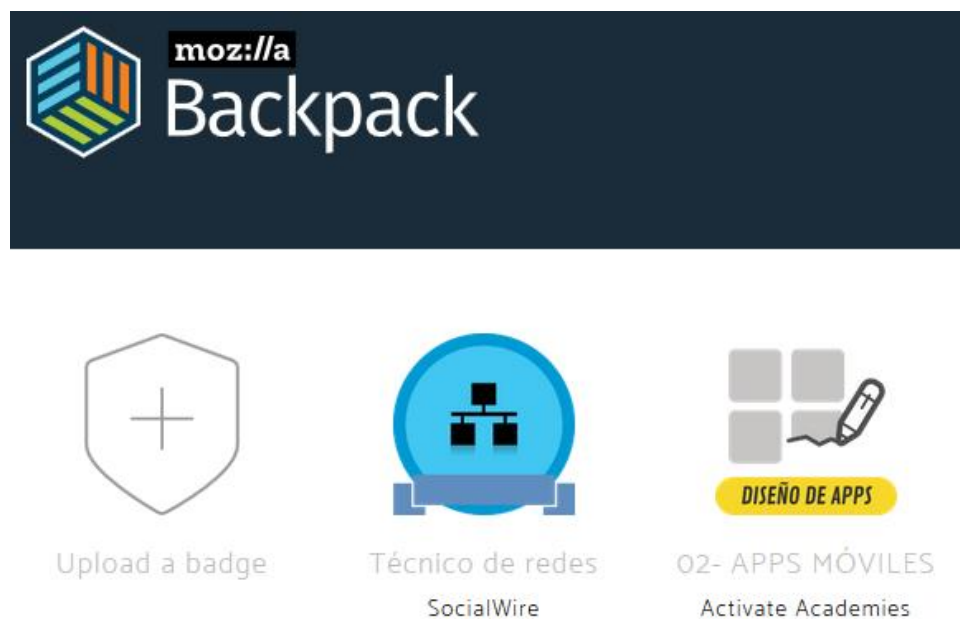 moz://a
Backpack
DISEÑO DE APPS
Upload a badge
Técnico de redes
02- APPS MÓVILES
SocialWire
Activate Academies